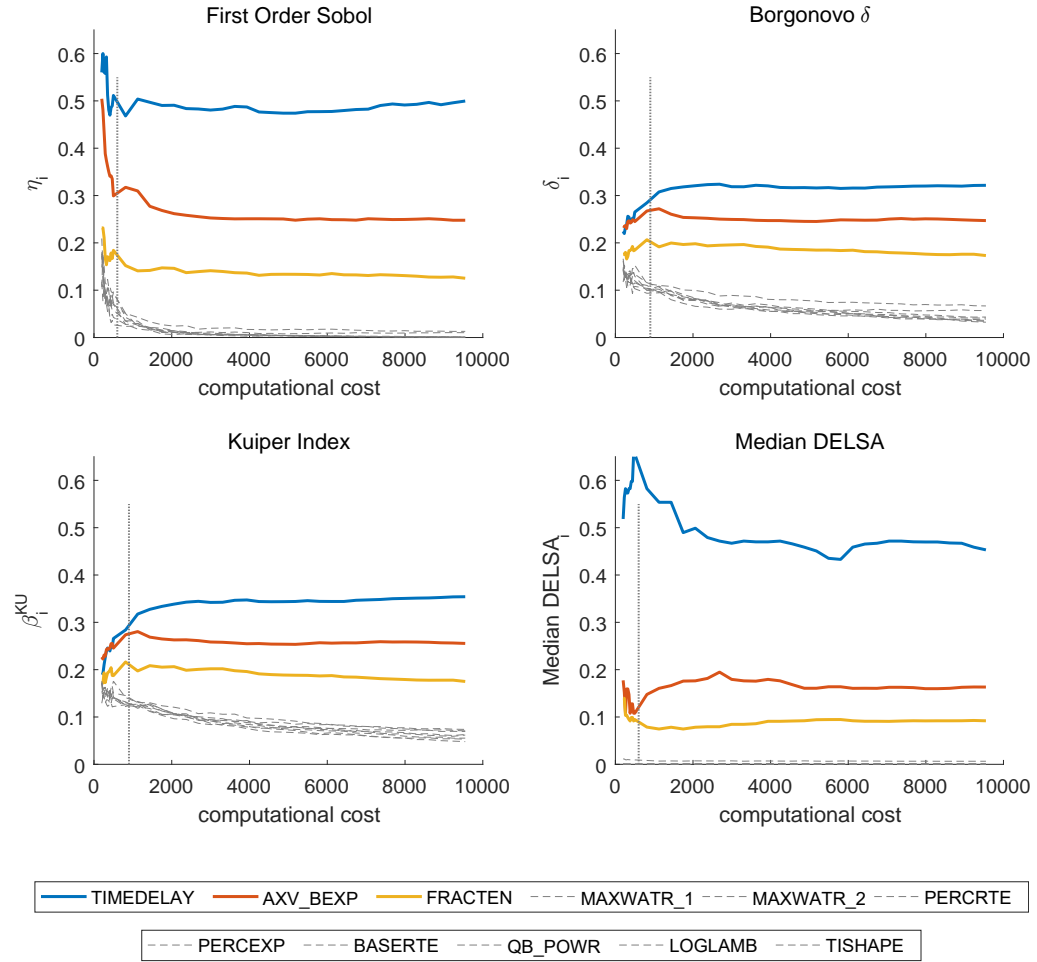 First Order Sobol
0.6
0.5
0.4
0.3
0.2
0.1
0
η_i
0 2000 4000 6000 8000 10000
computational cost
Borgonovo δ
0.6
0.5
0.4
0.3
0.2
0.1
0
δ_i
0 2000 4000 6000 8000 10000
computational cost
Kuiper Index
0.6
0.5
0.4
0.3
0.2
0.1
0
β_i^KU
0 2000 4000 6000 8000 10000
computational cost
Median DELSA
0.6
0.5
0.4
0.3
0.2
0.1
0
Median DELSA_i
0 2000 4000 6000 8000 10000
computational cost
TIMEDELAY AXV_BEXP FRACTEN MAXWATR_1 MAXWATR_2 PERCRTE
PERCEXP BASERTE QB_POWR LOGLAMB TISHAPE